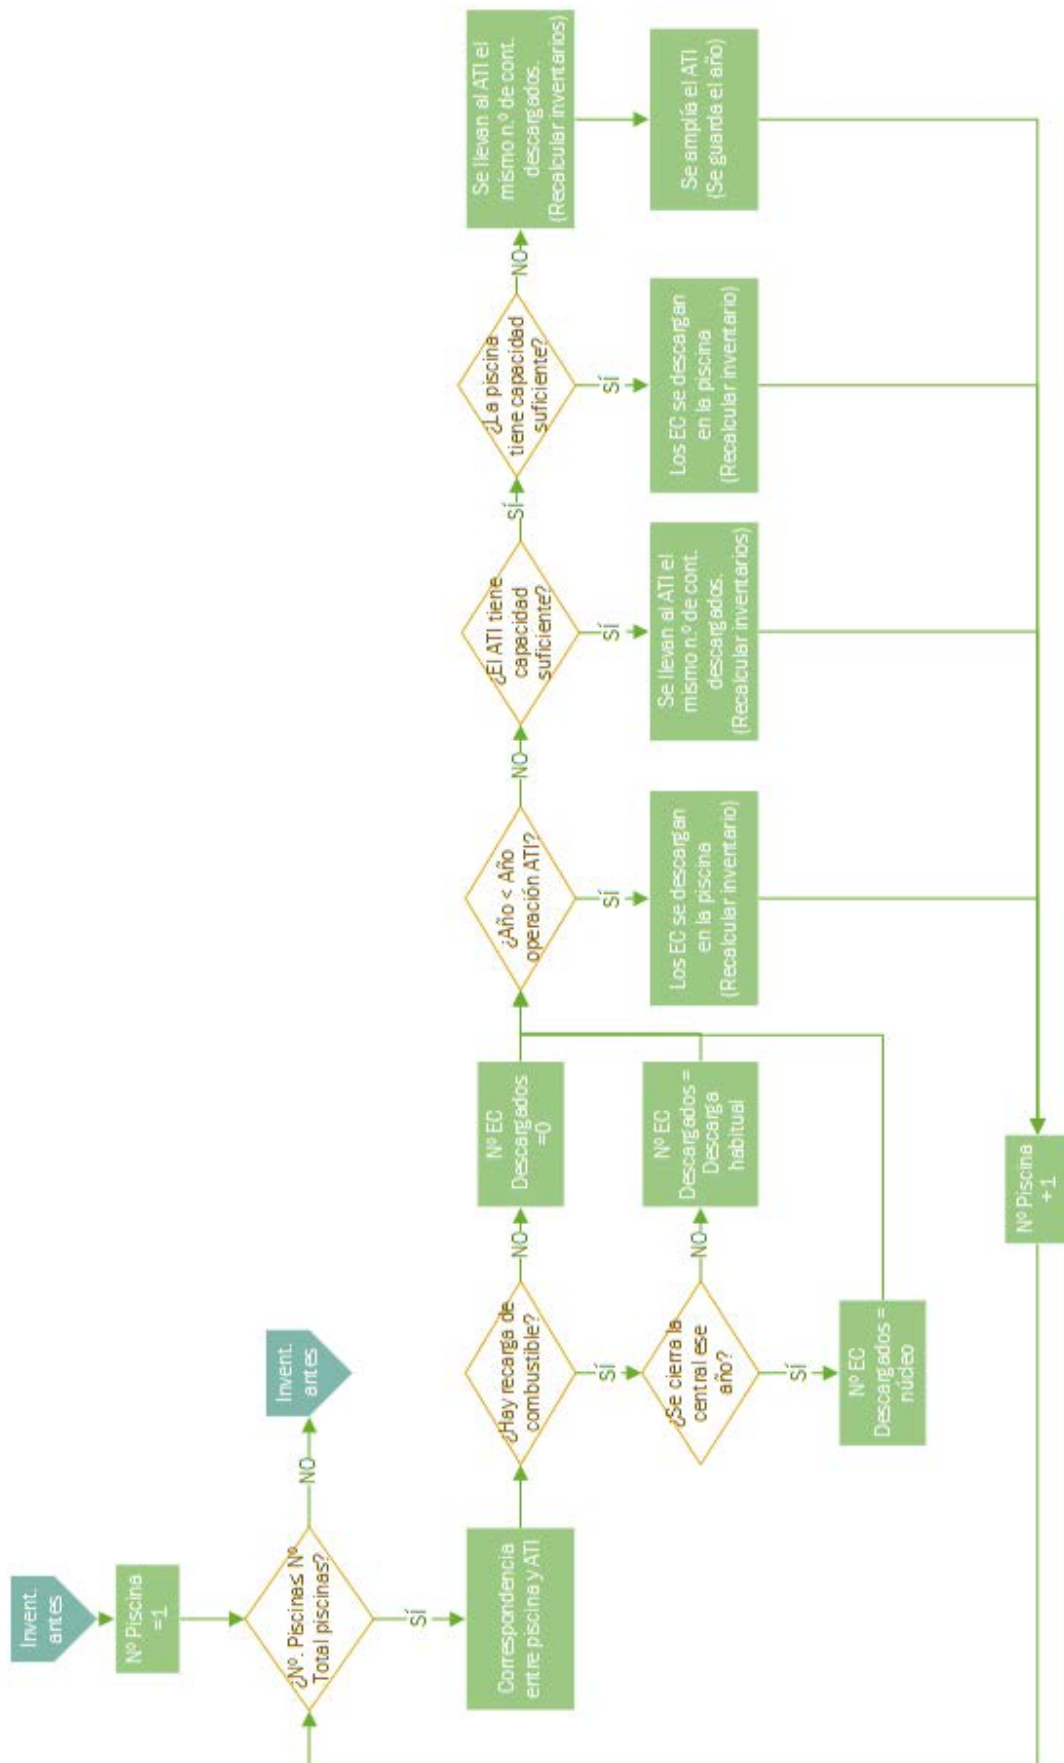 Invent.
antes
Nº Piscina
=1
¿Nº. Piscina≤ Nº
Total piscinas?
NO
Invent.
antes
SÍ
Correspondencia
entre piscina y ATI
¿Hay recarga de
combustible?
NO
Nº EC
Descargados
=0
SÍ
¿Se cierra la
central ese
año?
NO
Nº EC
Descargados =
Descarga
habitual
SÍ
Nº EC
Descargados =
núcleo
¿Año < Año
operación ATI?
SÍ
Los EC se descargan
en la piscina
(Recalcular inventario)
NO
¿El ATI tiene
capacidad
suficiente?
SÍ
Se llevan al ATI el
mismo n.º de cont.
descargados.
(Recalcular inventarios)
SÍ
¿La piscina
tiene capacidad
suficiente?
SÍ
Los EC se descargan
en la piscina
(Recalcular inventario)
NO
Se llevan al ATI el
mismo n.º de cont.
descargados.
(Recalcular inventarios)
Se amplía el ATI
(Se guarda el año)
Nº Piscina
+1